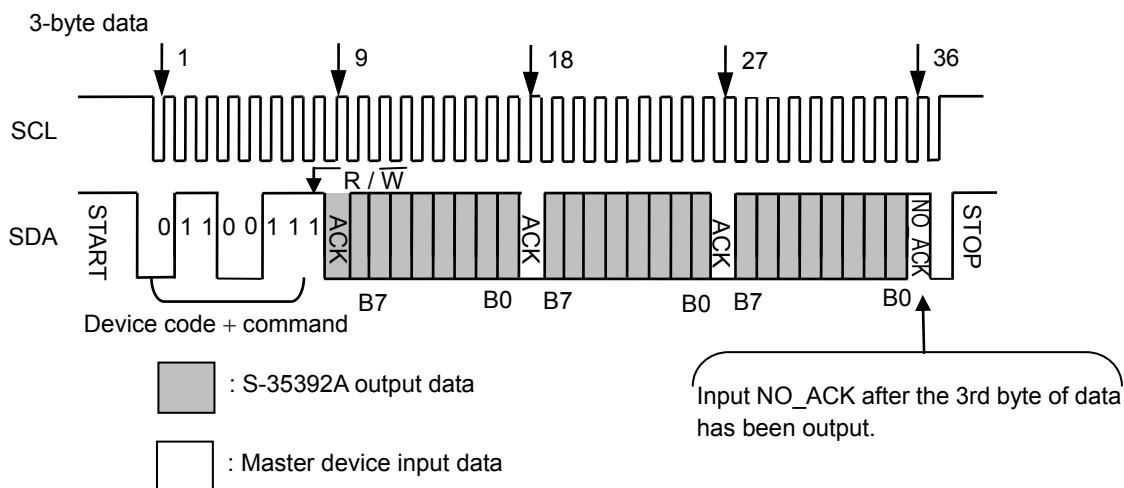 3-byte data
1 9 18 27 36
SCL
R / W
SDA
START 0 1 1 0 0 1 1 1 ACK ACK ACK NO ACK STOP
B7 B0 B7 B0 B7 B0
Device code + command
: S-35392A output data
: Master device input data
Input NO_ACK after the 3rd byte of data
has been output.